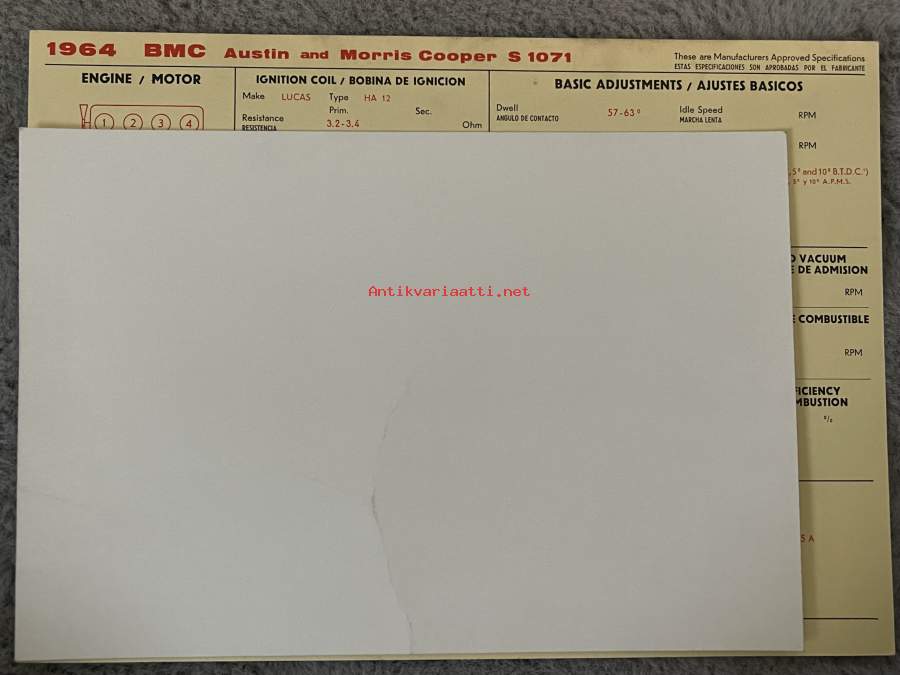 1964 BMC Austin and Morris Cooper S 1071
These are Manufacturers Approved Specifications
ESTAS ESPECIFICACIONES SON APROBADAS POR EL FABRICANTE
ENGINE / MOTOR
1 2 3 4
IGNITION COIL / BOBINA DE IGNICION
Make LUCAS Type HA 12
Prim. Sec.
Resistance 3.2-3.4 Ohm
RESISTENCIA
BASIC ADJUSTMENTS / AJUSTES BASICOS
Dwell 57-63° Idle Speed RPM
ANGULO DE CONTACTO MARCHA LENTA
RPM
,5° and 10° B.T.D.C.')
5° y 10° A.P.M.S.
VACUUM
DE ADMISION
RPM
COMBUSTIBLE
RPM
ICIENCY
MBUSTION
%
5 A
Antikvariaatti.net